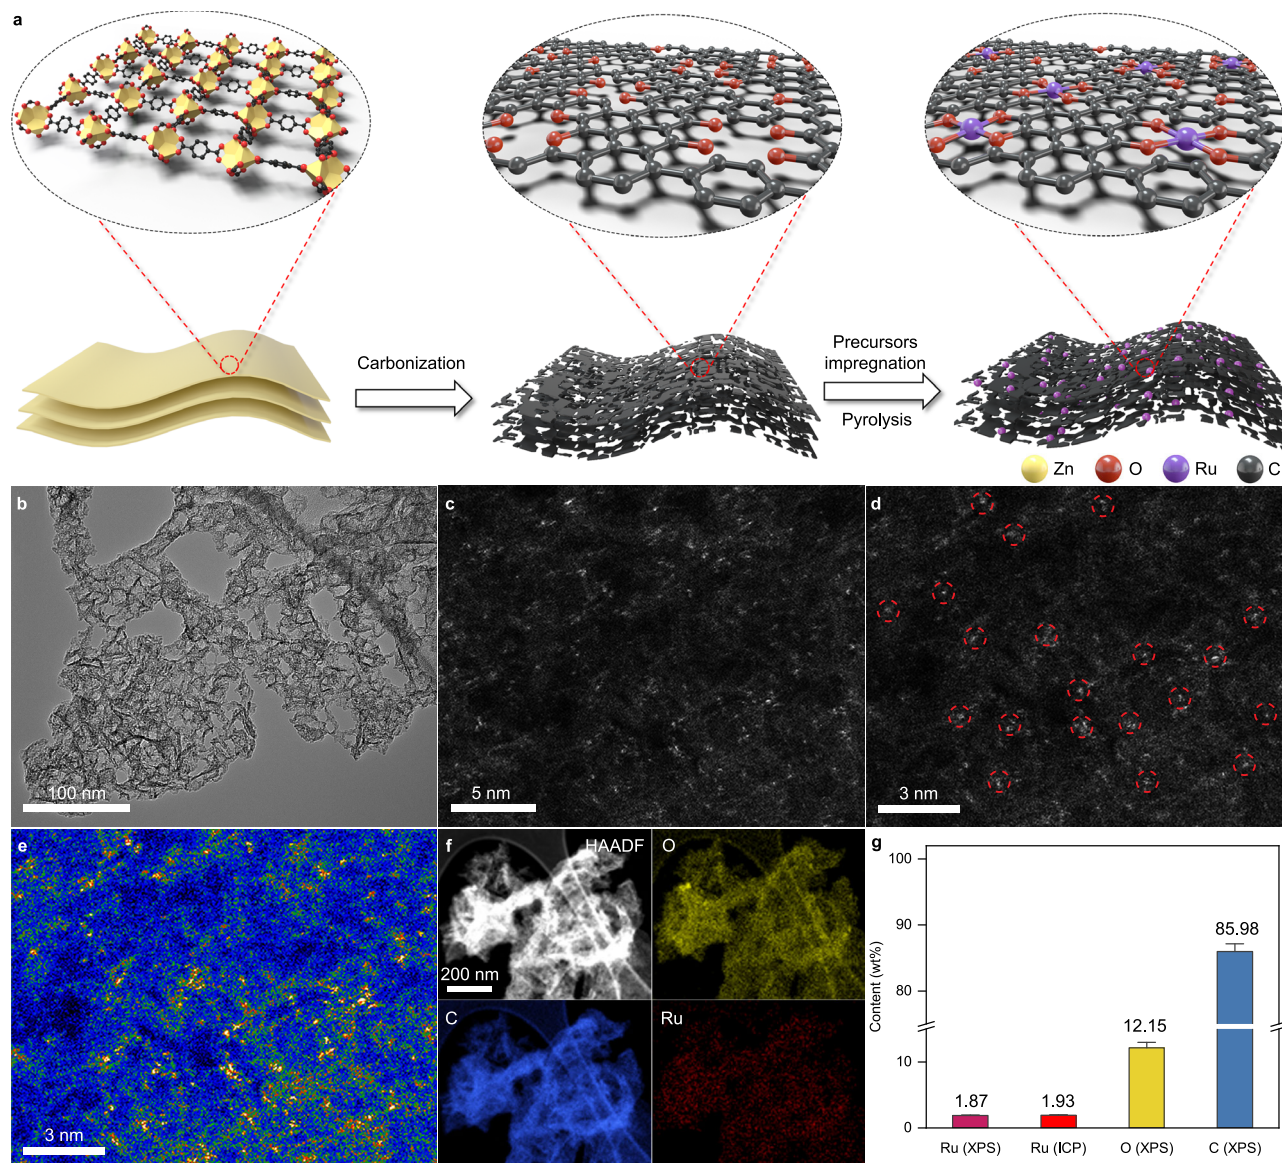 a
Carbonization
Precursors
impregnation
Pyrolysis
Zn
O
Ru
C
b
100 nm
c
5 nm
d
3 nm
e
3 nm
f
HAADF
200 nm
O
C
Ru
g
Content (wt%)
100
90
80
10
0
1.87
1.93
12.15
85.98
Ru (XPS)
Ru (ICP)
O (XPS)
C (XPS)